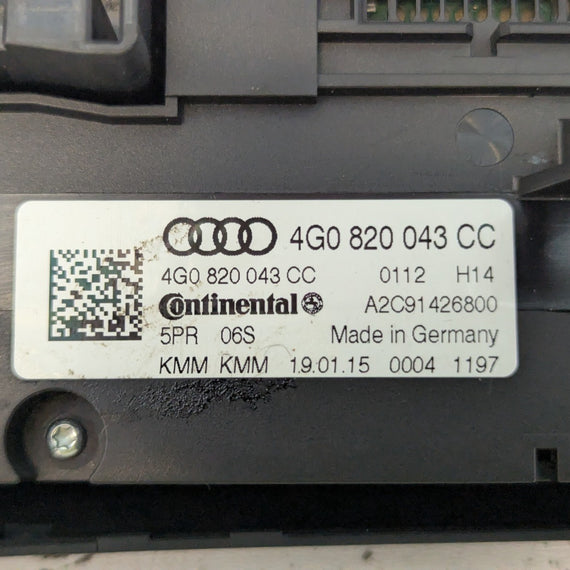 4G0 820 043 CC
4G0 820 043 CC 0112 H14
Continental A2C91426800
5PR 06S Made in Germany
KMM KMM 19.01.15 0004 1197